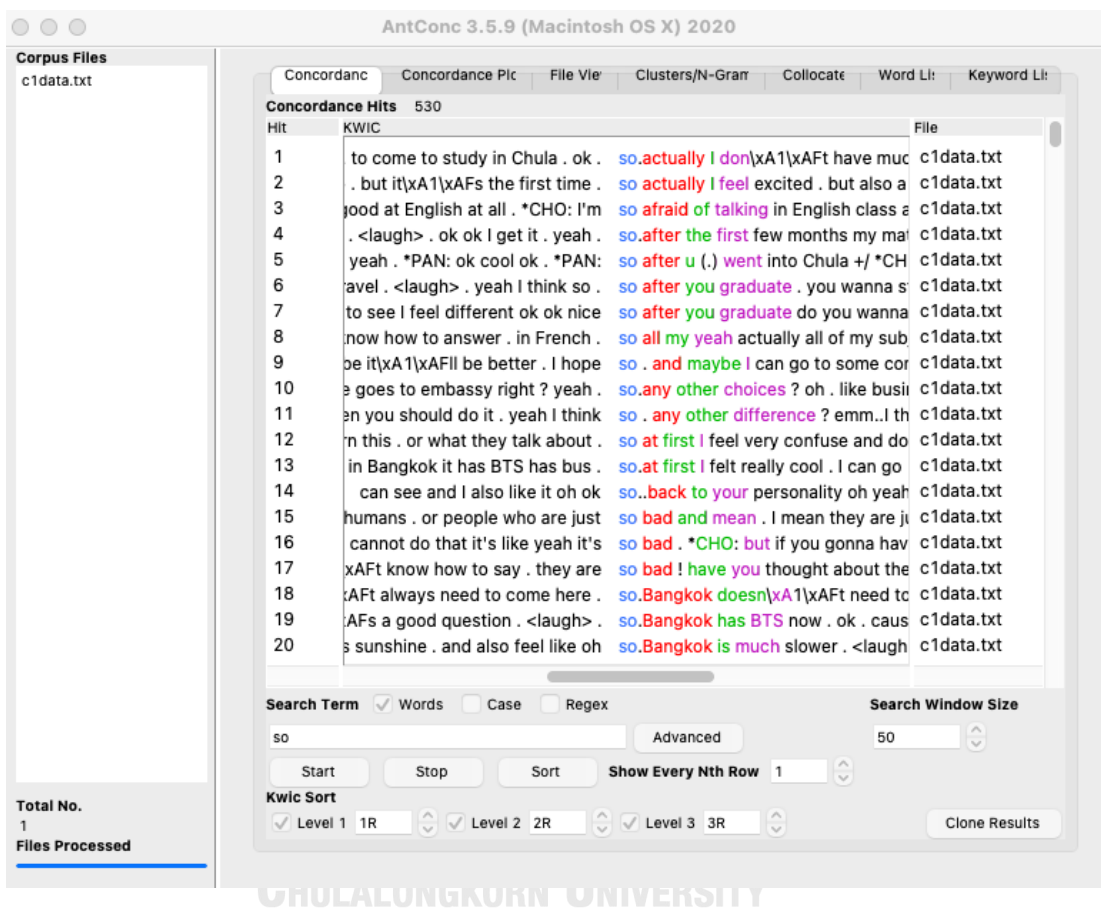 AntConc 3.5.9 (Macintosh OS X) 2020
Corpus Files
c1data.txt
Concordanc Concordance Plc File Vie Clusters/N-Gram Collocate Word Li Keyword Li
Concordance Hits 530
Hit KWIC File
1 . to come to study in Chula . ok . so.actually I don\xA1\xAFt have muc c1data.txt
2 . . but it\xA1\xAFs the first time . so actually I feel excited . but also a c1data.txt
3 good at English at all . *CHO: I'm so afraid of talking in English class a c1data.txt
4 . <laugh> . ok ok I get it . yeah . so.after the first few months my mat c1data.txt
5 yeah . *PAN: ok cool ok . *PAN: so after u (.) went into Chula +/ *CH c1data.txt
6 ravel . <laugh> . yeah I think so . so after you graduate . you wanna s c1data.txt
7 to see I feel different ok ok nice so after you graduate do you wanna c1data.txt
8 know how to answer . in French . so all my yeah actually all of my sub c1data.txt
9 be it\xA1\xAFll be better . I hope so . and maybe I can go to some cor c1data.txt
10 e goes to embassy right ? yeah . so.any other choices ? oh . like busi c1data.txt
11 en you should do it . yeah I think so . any other difference ? emm..I th c1data.txt
12 rn this . or what they talk about . so at first I feel very confuse and do c1data.txt
13 in Bangkok it has BTS has bus . so.at first I felt really cool . I can go c1data.txt
14 can see and I also like it oh ok so..back to your personality oh yeah c1data.txt
15 humans . or people who are just so bad and mean . I mean they are ju c1data.txt
16 cannot do that it's like yeah it's so bad . *CHO: but if you gonna hav c1data.txt
17 xAFt know how to say . they are so bad ! have you thought about the c1data.txt
18 xAFt always need to come here . so.Bangkok doesn\xA1\xAFt need to c1data.txt
19 AFs a good question . <laugh> . so.Bangkok has BTS now . ok . caus c1data.txt
20 s sunshine . and also feel like oh so.Bangkok is much slower . <laugh c1data.txt
Search Term Words Case Regex Search Window Size
so Advanced 50
Start Stop Sort Show Every Nth Row 1
Kwic Sort
Level 1 1R Level 2 2R Level 3 3R Clone Results
Total No.
1
Files Processed
CHULALONGKORN UNIVERSITY